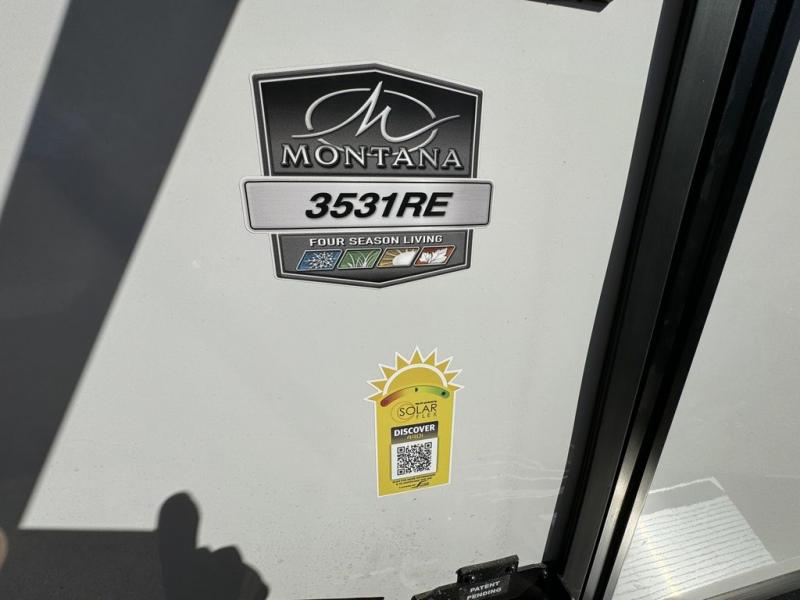 MONTANA
3531RE
FOUR SEASON LIVING
SOLAR
FLEX
DISCOVER
PATENT
PENDING